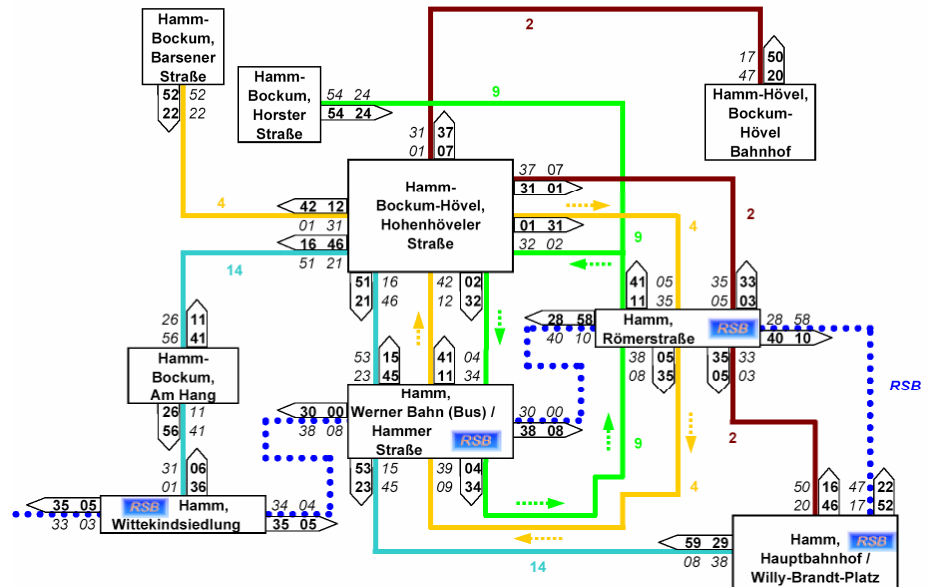 Hamm-
Bockum,
Barsener
Straße
52 52
22 22
Hamm-
Bockum,
Horster
Straße
54 24
54 24
9
2
17 50
47 20
Hamm-Hövel,
Bockum-
Hövel
Bahnhof
31 37
01 07
Hamm-
Bockum-Hövel,
Hohenhöveler
Straße
37 07
31 01
2
4
42 12
01 31
16 46
51 21
14
01 31
32 02
4
9
51 16
21 46
42 02
12 32
41 05
11 35
35 33
05 03
28 58
40 10
Hamm,
Römerstraße
RSB
28 58
40 10
38 05
08 35
35 33
05 03
RSB
26 11
56 41
Hamm-
Bockum,
Am Hang
26 11
56 41
53 15
23 45
41 04
11 34
30 00
38 08
Hamm,
Werner Bahn (Bus) /
Hammer
Straße
RSB
30 00
38 08
53 15
23 45
39 04
09 34
9
2
4
31 06
01 36
35 05
33 03
RSB Hamm,
Wittekindsiedlung
34 04
35 05
50 16
20 46
47 22
17 52
59 29
08 38
14
Hamm,
Hauptbahnhof /
Willy-Brandt-Platz
RSB